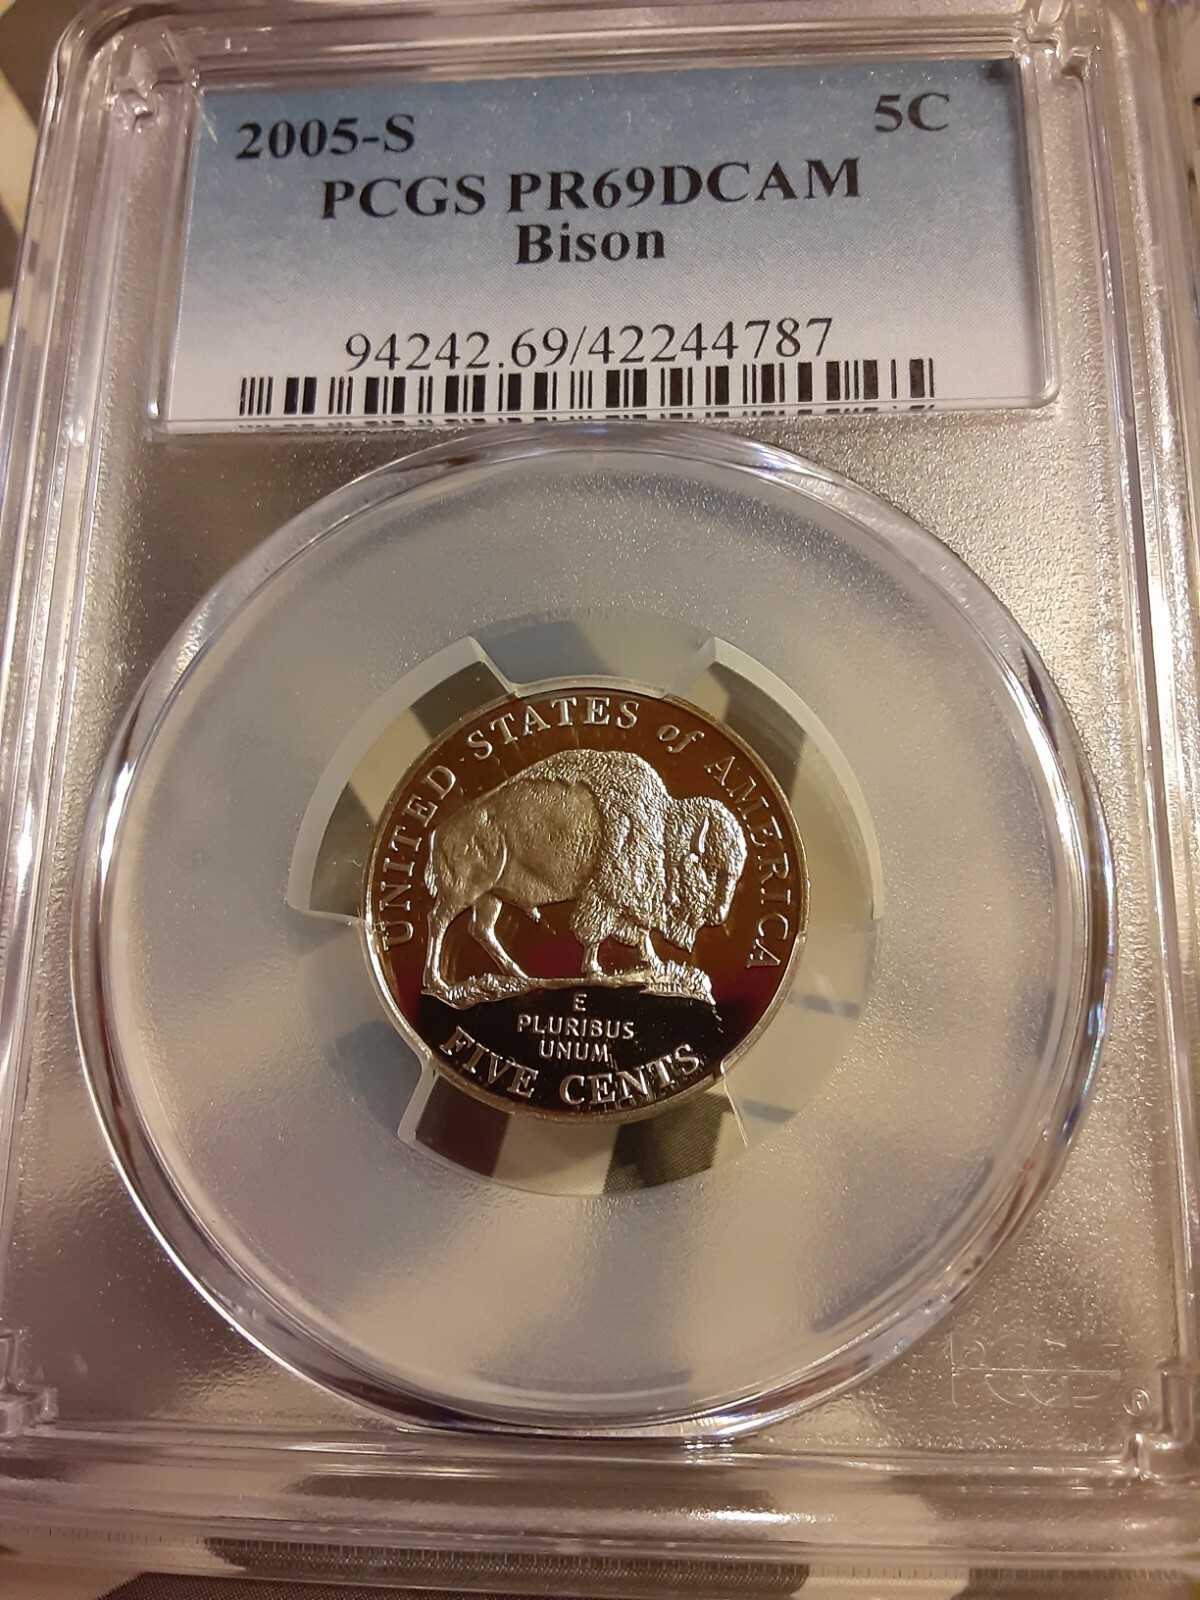 2005-S 5C
PCGS PR69DCAM
Bison
94242.69/42244787
UNITED STATES of AMERICA
E
PLURIBUS
UNUM
FIVE CENTS